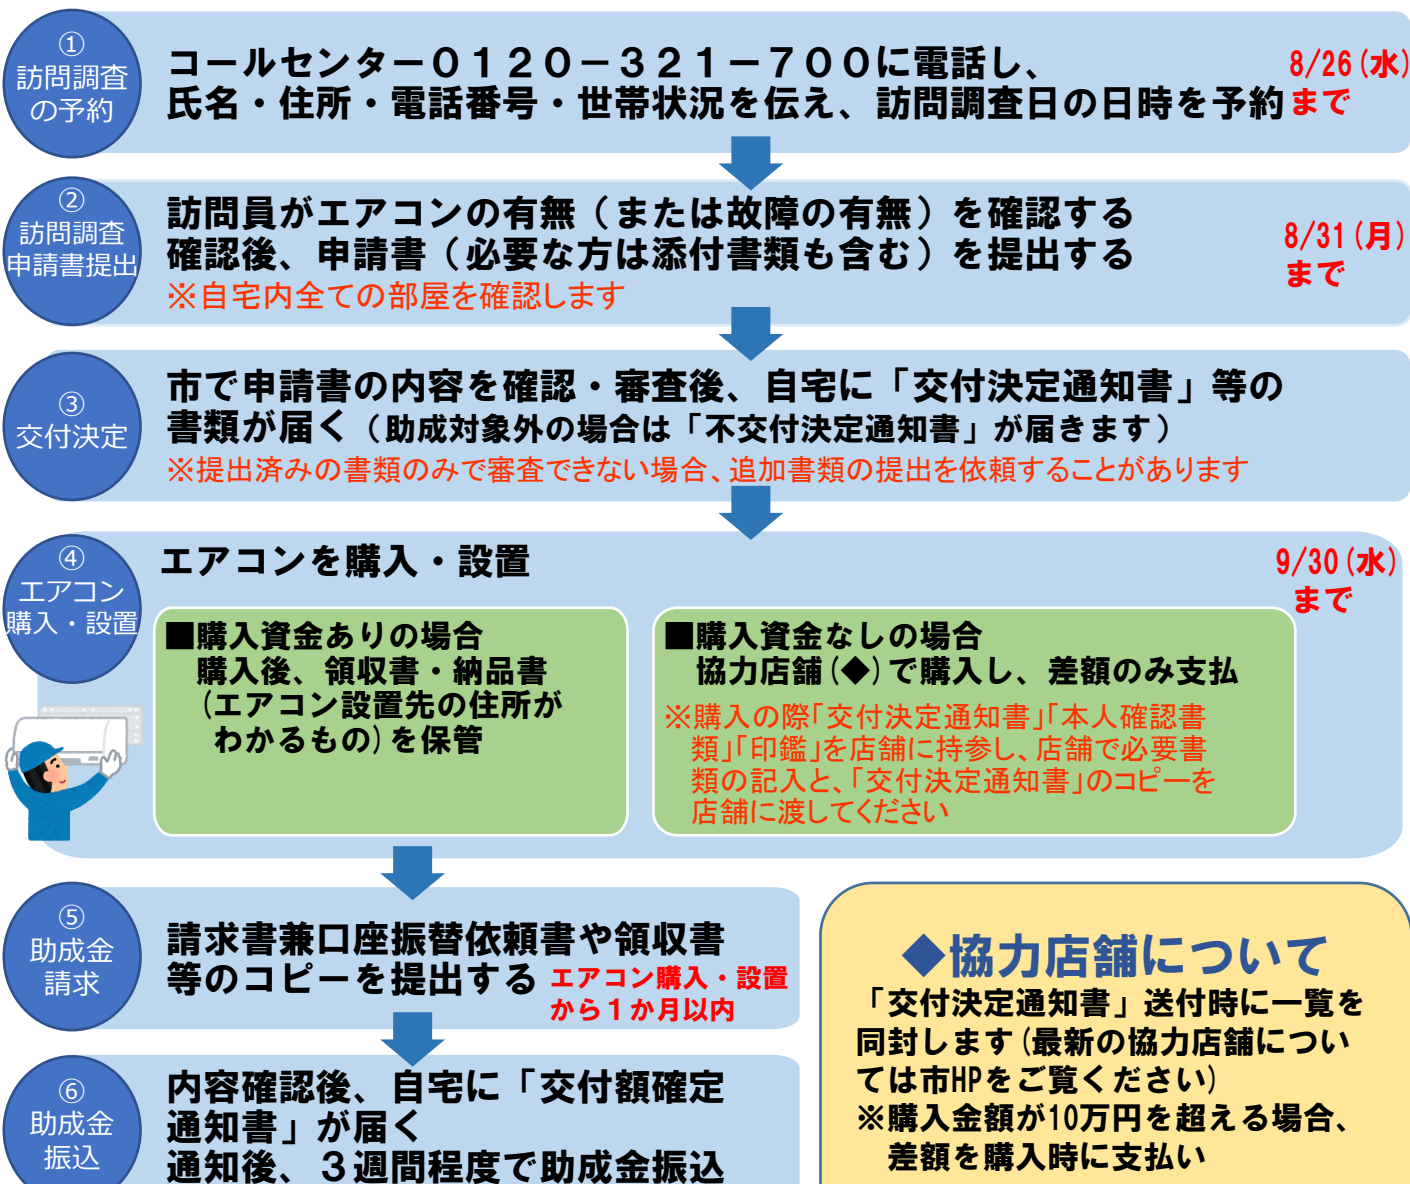 ①
訪問調査
の予約
コールセンター０１２０－３２１－７００に電話し、
氏名・住所・電話番号・世帯状況を伝え、訪問調査日の日時を予約
8/26(水)
まで
②
訪問調査
申請書提出
訪問員がエアコンの有無（または故障の有無）を確認する
確認後、申請書（必要な方は添付書類も含む）を提出する
※自宅内全ての部屋を確認します
8/31(月)
まで
③
交付決定
市で申請書の内容を確認・審査後、自宅に「交付決定通知書」等の
書類が届く（助成対象外の場合は「不交付決定通知書」が届きます）
※提出済みの書類のみで審査できない場合、追加書類の提出を依頼することがあります
④
エアコン
購入・設置
エアコンを購入・設置
9/30(水)
まで
■購入資金ありの場合
購入後、領収書・納品書
(エアコン設置先の住所が
わかるもの)を保管
■購入資金なしの場合
協力店舗(◆)で購入し、差額のみ支払
※購入の際「交付決定通知書」「本人確認書
類」「印鑑」を店舗に持参し、店舗で必要書
類の記入と、「交付決定通知書」のコピーを
店舗に渡してください
⑤
助成金
請求
請求書兼口座振替依頼書や領収書
等のコピーを提出する
エアコン購入・設置
から１か月以内
⑥
助成金
振込
内容確認後、自宅に「交付額確定
通知書」が届く
通知後、３週間程度で助成金振込
◆協力店舗について
「交付決定通知書」送付時に一覧を
同封します(最新の協力店舗につい
ては市HPをご覧ください)
※購入金額が10万円を超える場合、
差額を購入時に支払い